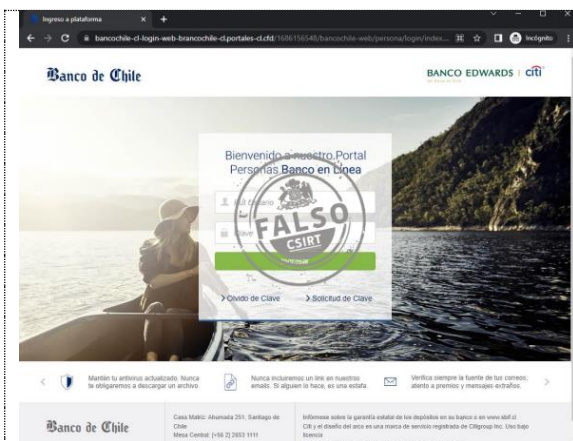 Ingreso a plataforma
bancochile-cl-login-web-brancochile-cl.portales-cl.cfd/1686156548/bancochile-web/persona/login/index...
Incógnito
Banco de Chile
BANCO EDWARDS | citi
Bienvenido a nuestro Portal
Personas Banco en Línea
Rut Usuario
FALSO
Clave
CSIRT
> Olvido de Clave
> Solicitud de Clave
Mantén tu antivirus actualizado. Nunca
te obligaremos a descargar un archivo.
Nunca incluiremos un link en nuestros
emails. Si alguien lo hace, es una estafa.
Verifica siempre la fuente de tus correos,
atento a premios y mensajes extraños.
Banco de Chile
Casa Matriz: Ahumada 251, Santiago de
Chile
Mesa Central: (+56 2) 2653 1111
Infórmese sobre la garantía estatal de los depósitos en su banco o en www.sbif.cl
Citi y el diseño del arco es una marca de servicio registrada de Citigroup Inc. Uso bajo
licencia.